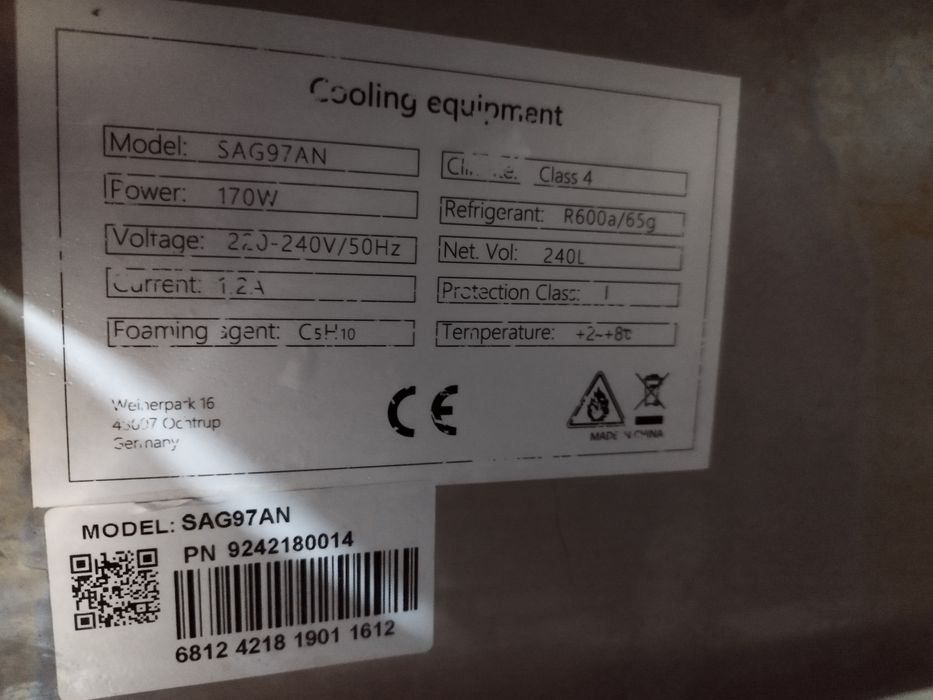 Cooling equipment
Model: SAG97AN
Power: 170W
Voltage: 220-240V/50Hz
Current: 1.2A
Foaming agent: C5H10
Class 4
Refrigerant: R600a/65g
Net. Vol: 240L
Protection Class: I
Temperature: +2~+8℃
16
Ochtrup
Germany
CE
MADE IN CHINA
MODEL: SAG97AN
PN 9242180014
6812 4218 1901 1612